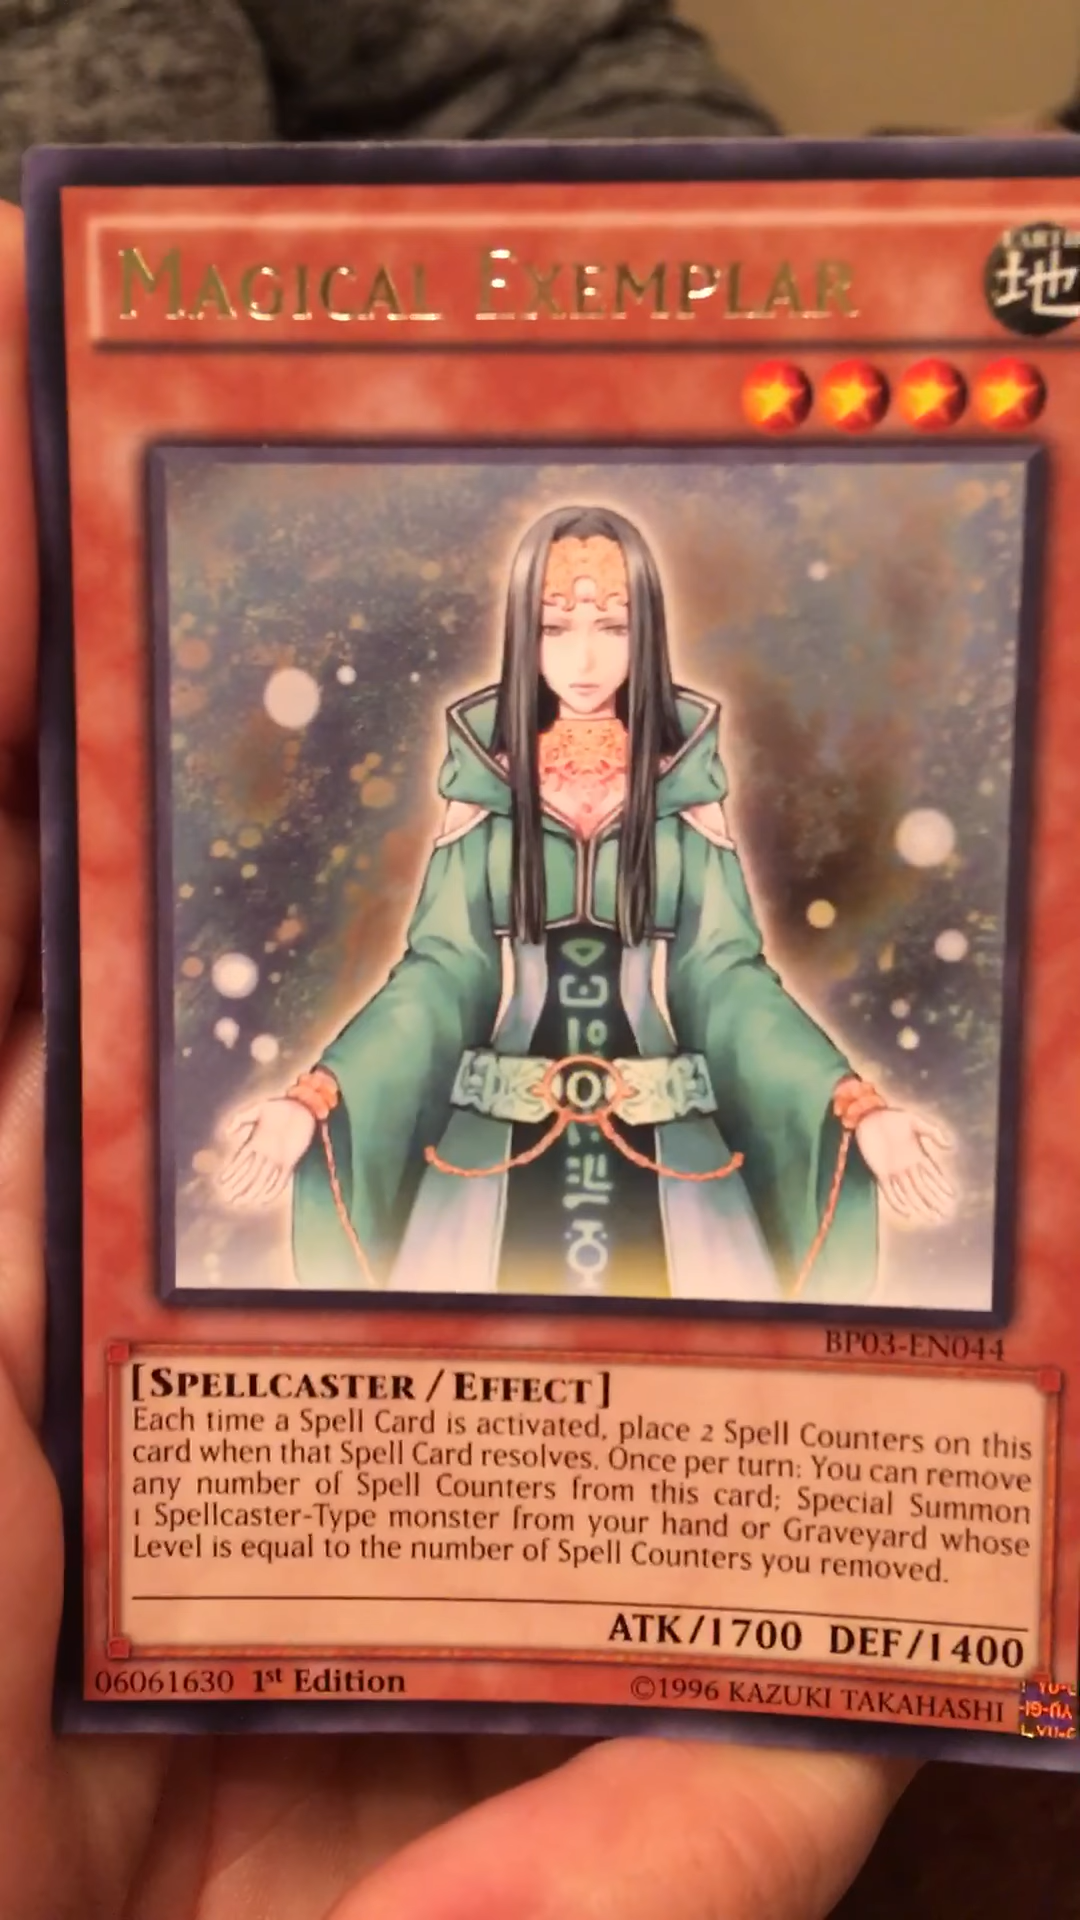 MAGICAL EXEMPLAR
EARTH
地
BP03-EN044
[SPELLCASTER / EFFECT]
Each time a Spell Card is activated, place 2 Spell Counters on this
card when that Spell Card resolves. Once per turn: You can remove
any number of Spell Counters from this card; Special Summon
1 Spellcaster-Type monster from your hand or Graveyard whose
Level is equal to the number of Spell Counters you removed.
ATK/1700 DEF/1400
06061630 1st Edition
©1996 KAZUKI TAKAHASHI